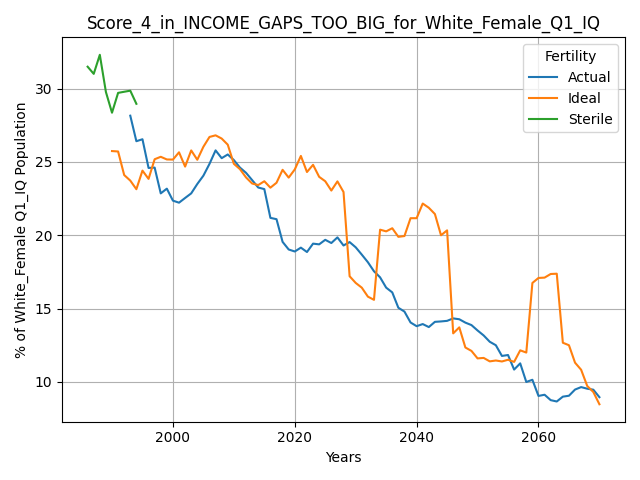 Score_4_in_INCOME_GAPS_TOO_BIG_for_White_Female_Q1_IQ
Fertility
Actual
Ideal
Sterile
% of White_Female Q1_IQ Population
30
25
20
15
10
2000
2020
2040
2060
Years